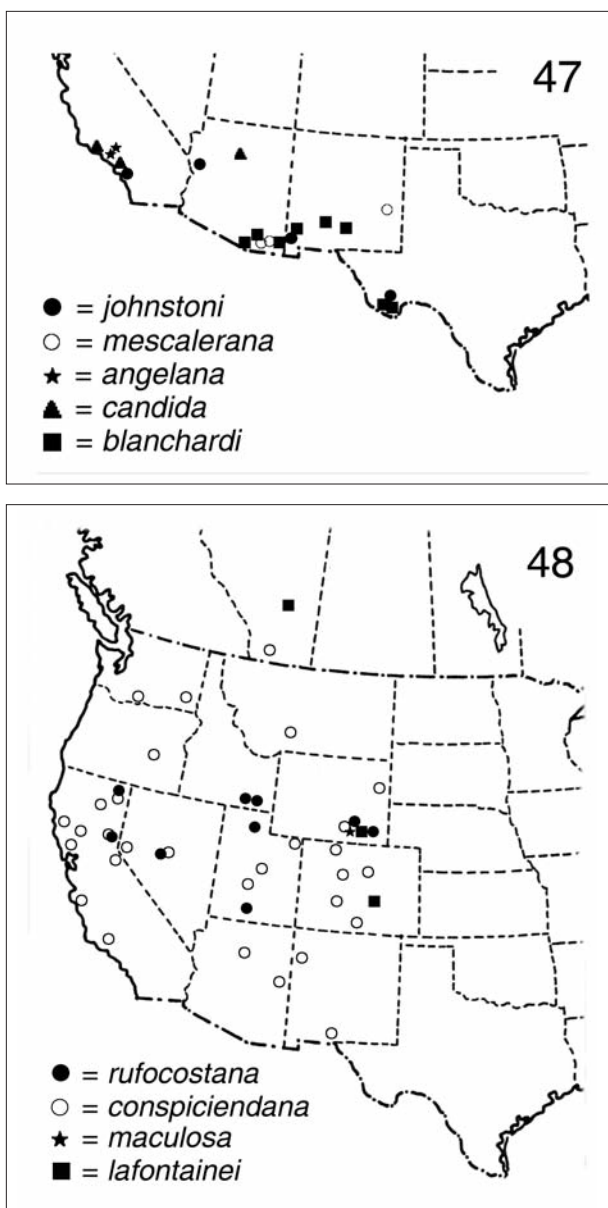 47
● = johnstoni
○ = mescalerana
★ = angelana
▲ = candida
■ = blanchardi
48
● = rufocostana
○ = conspiciendana
★ = maculosa
■ = lafontainei